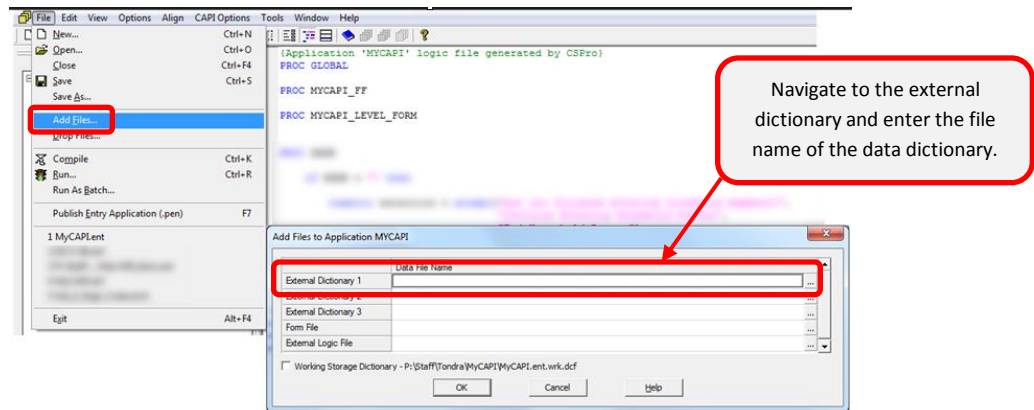 File Edit View Options Align CAPI Options Tools Window Help
New... Ctrl+N
Open... Ctrl+O
Close Ctrl+F4
Save Ctrl+S
Save As...
Add Files...
Drop Files...
Compile Ctrl+K
Run... Ctrl+R
Run As Batch...
Publish Entry Application (.pen) F7
1 MyCAPI.ent
Exit Alt+F4
{Application 'MYCAPI' logic file generated by CSPro}
PROC GLOBAL
PROC MYCAPI_FF
PROC MYCAPI_LEVEL_FORM
Navigate to the external
dictionary and enter the file
name of the data dictionary.
Add Files to Application MYCAPI
Data File Name
External Dictionary 1 ...
External Dictionary 2 ...
External Dictionary 3 ...
Form File ...
External Logic File ...
Working Storage Dictionary - P:\Staff\Tondra\MyCAPI\MyCAPI.ent.wrk.dcf
OK Cancel Help